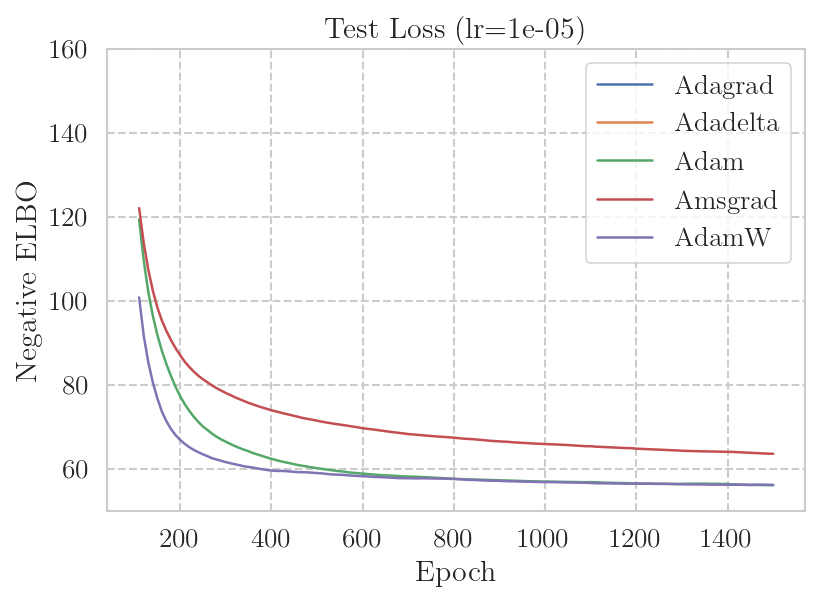 Test Loss (lr=1e-05)
160
140
120
100
80
60
Negative ELBO
Adagrad
Adadelta
Adam
Amsgrad
AdamW
200 400 600 800 1000 1200 1400
Epoch